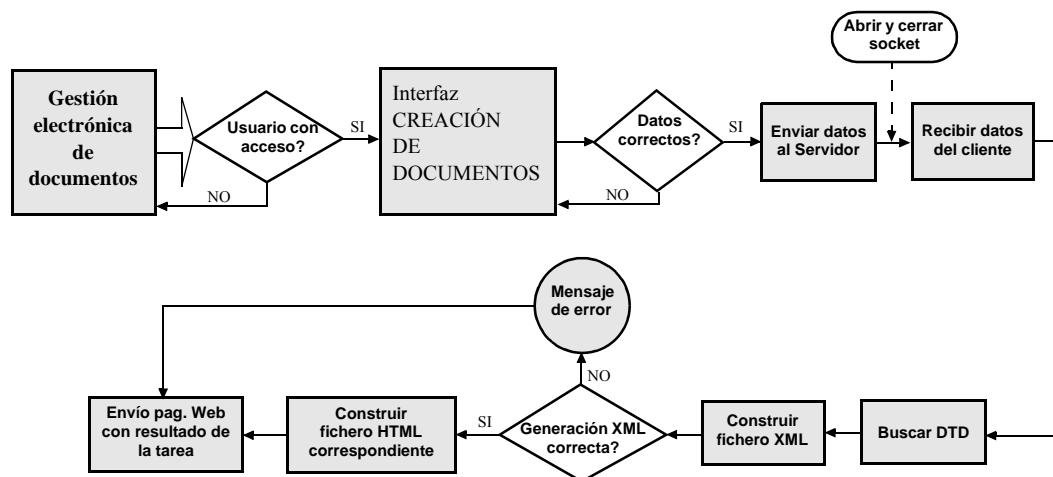 Abrir y cerrar
socket
Gestión
electrónica
de
documentos
Usuario con
acceso?
SI
NO
Interfaz
CREACIÓN
DE
DOCUMENTOS
Datos
correctos?
SI
NO
Enviar datos
al Servidor
Recibir datos
del cliente
Mensaje
de error
NO
Envío pag. Web
con resultado de
la tarea
Construir
fichero HTML
correspondiente
SI
Generación XML
correcta?
Construir
fichero XML
Buscar DTD